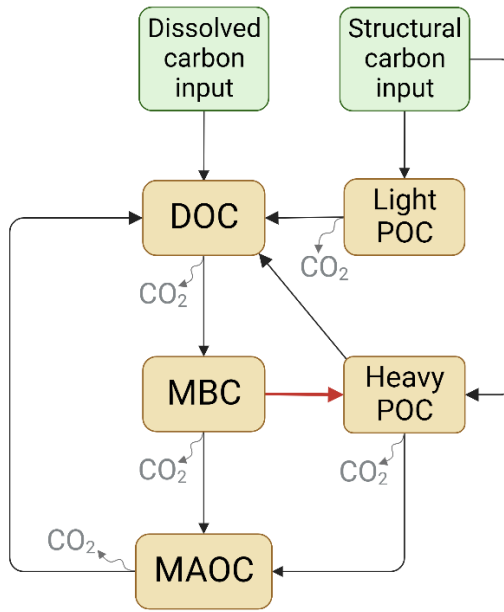 Dissolved
carbon
input
Structural
carbon
input
DOC
Light
POC
CO₂
CO₂
MBC
Heavy
POC
CO₂
CO₂
CO₂
MAOC